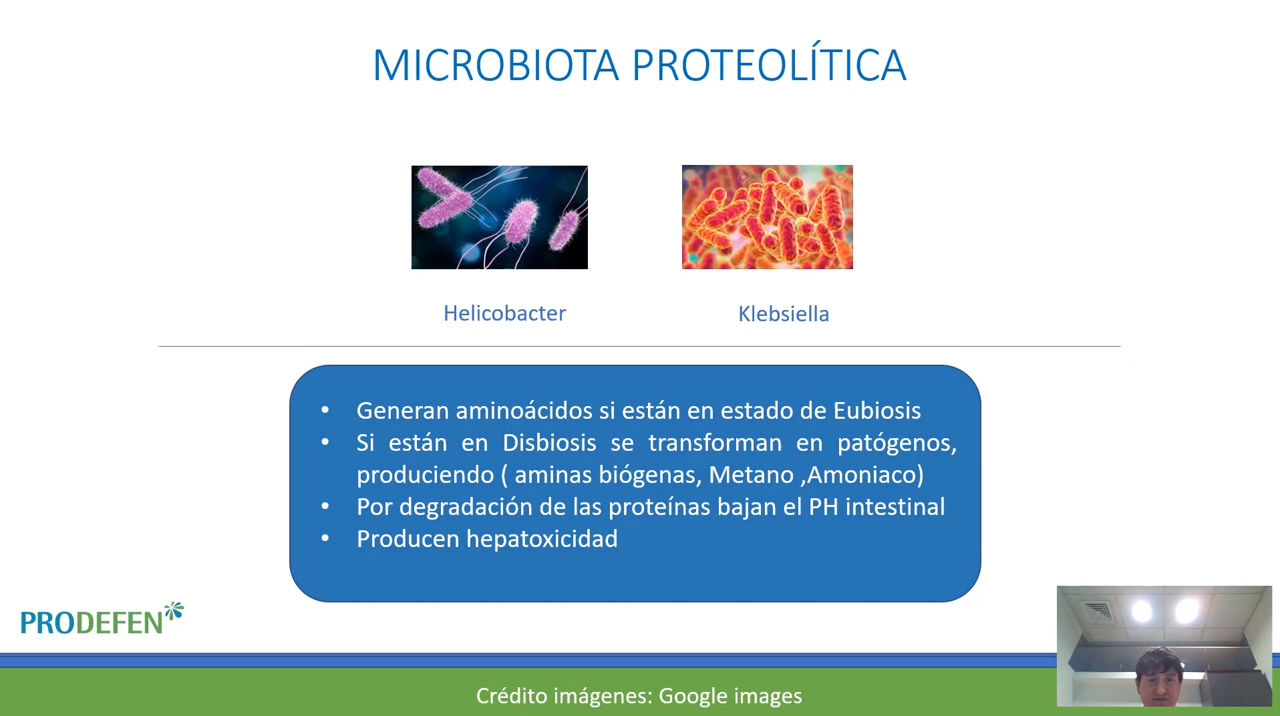 MICROBIOTA PROTEOLÍTICA
Helicobacter
Klebsiella
• Generan aminoácidos si están en estado de Eubiosis
• Si están en Disbiosis se transforman en patógenos,
produciendo ( aminas biógenas, Metano ,Amoniaco)
• Por degradación de las proteínas bajan el PH intestinal
• Producen hepatoxicidad
PRODEFEN
Crédito imágenes: Google images